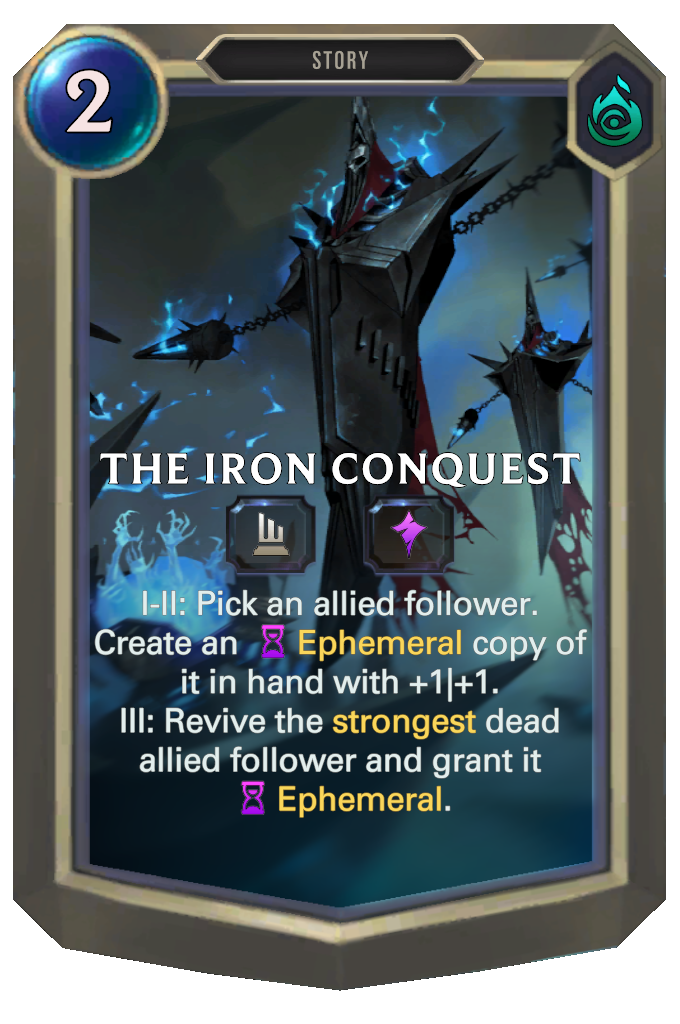 STORY
2
THE IRON CONQUEST
I-II: Pick an allied follower.
Create an Ephemeral copy of
it in hand with +1|+1.
III: Revive the strongest dead
allied follower and grant it
Ephemeral.